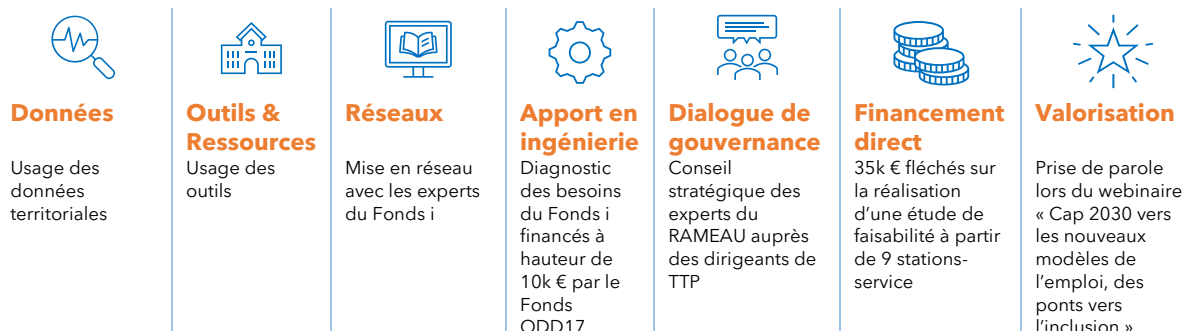 Données
Usage des
données
territoriales
Outils &
Ressources
Usage des
outils
Réseaux
Mise en réseau
avec les experts
du Fonds i
Apport en
ingénierie
Diagnostic
des besoins
du Fonds i
financés à
hauteur de
10k € par le
Fonds
ODD17
Dialogue de
gouvernance
Conseil
stratégique des
experts du
RAMEAU auprès
des dirigeants de
TTP
Financement
direct
35k € fléchés sur
la réalisation
d’une étude de
faisabilité à partir
de 9 stations-
service
Valorisation
Prise de parole
lors du webinaire
« Cap 2030 vers
les nouveaux
modèles de
l’emploi, des
ponts vers
l’inclusion »